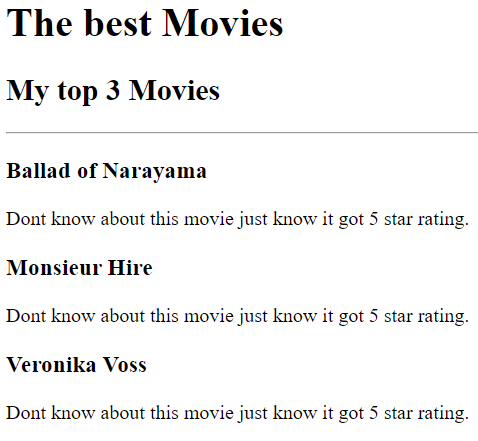 The best Movies
My top 3 Movies
Ballad of Narayama
Dont know about this movie just know it got 5 star rating.
Monsieur Hire
Dont know about this movie just know it got 5 star rating.
Veronika Voss
Dont know about this movie just know it got 5 star rating.